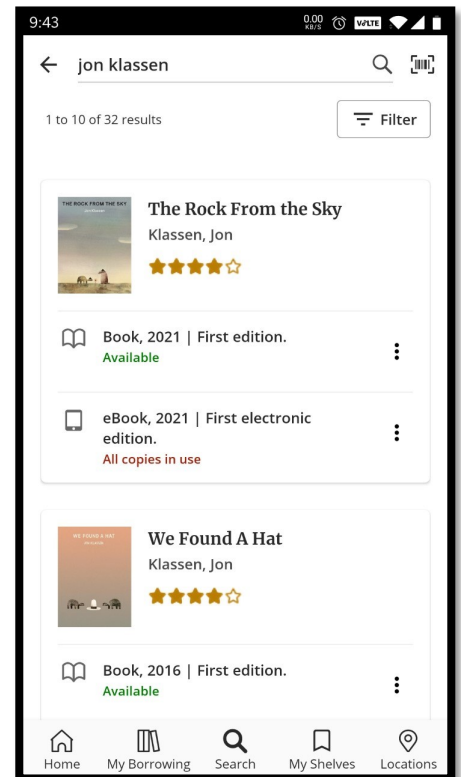 9:43
0.00 KB/S VoLTE
jon klassen
1 to 10 of 32 results
Filter
THE ROCK FROM THE SKY
The Rock From the Sky
Klassen, Jon
Book, 2021 | First edition.
Available
eBook, 2021 | First electronic
edition.
All copies in use
WE FOUND A HAT
JON KLASSEN
We Found A Hat
Klassen, Jon
Book, 2016 | First edition.
Available
Home My Borrowing Search My Shelves Locations